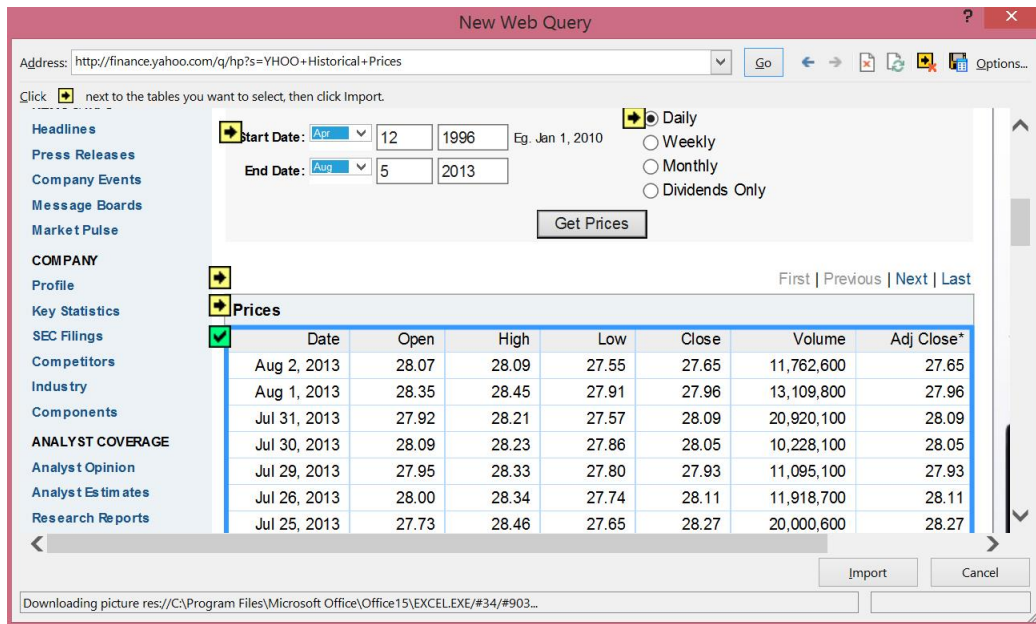 New Web Query
? ×
Address: http://finance.yahoo.com/q/hp?s=YHOO+Historical+Prices Go Options...
Click next to the tables you want to select, then click Import.
Headlines
Press Releases
Company Events
Message Boards
Market Pulse
COMPANY
Profile
Key Statistics
SEC Filings
Competitors
Industry
Components
ANALYST COVERAGE
Analyst Opinion
Analyst Estimates
Research Reports
Start Date: Apr 12 1996 Eg. Jan 1, 2010
End Date: Aug 5 2013
Daily
Weekly
Monthly
Dividends Only
Get Prices
First | Previous | Next | Last
Prices
Date Open High Low Close Volume Adj Close*
Aug 2, 2013 28.07 28.09 27.55 27.65 11,762,600 27.65
Aug 1, 2013 28.35 28.45 27.91 27.96 13,109,800 27.96
Jul 31, 2013 27.92 28.21 27.57 28.09 20,920,100 28.09
Jul 30, 2013 28.09 28.23 27.86 28.05 10,228,100 28.05
Jul 29, 2013 27.95 28.33 27.80 27.93 11,095,100 27.93
Jul 26, 2013 28.00 28.34 27.74 28.11 11,918,700 28.11
Jul 25, 2013 27.73 28.46 27.65 28.27 20,000,600 28.27
Import Cancel
Downloading picture res://C:\Program Files\Microsoft Office\Office15\EXCEL.EXE/#34/#903...